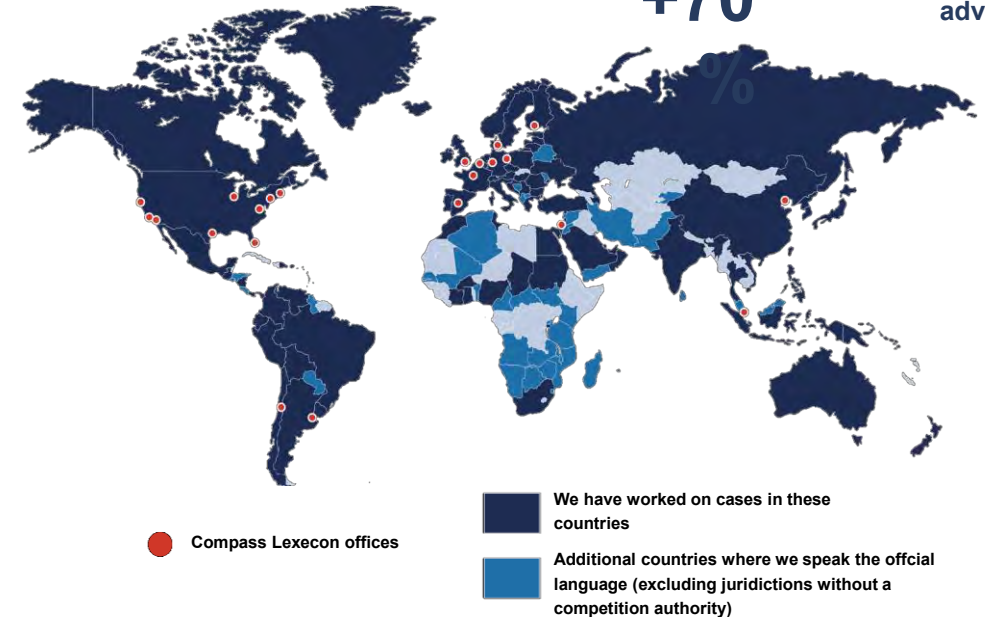 +70
adv
%
Compass Lexecon offices
We have worked on cases in these
countries
Additional countries where we speak the offcial
language (excluding juridictions without a
competition authority)